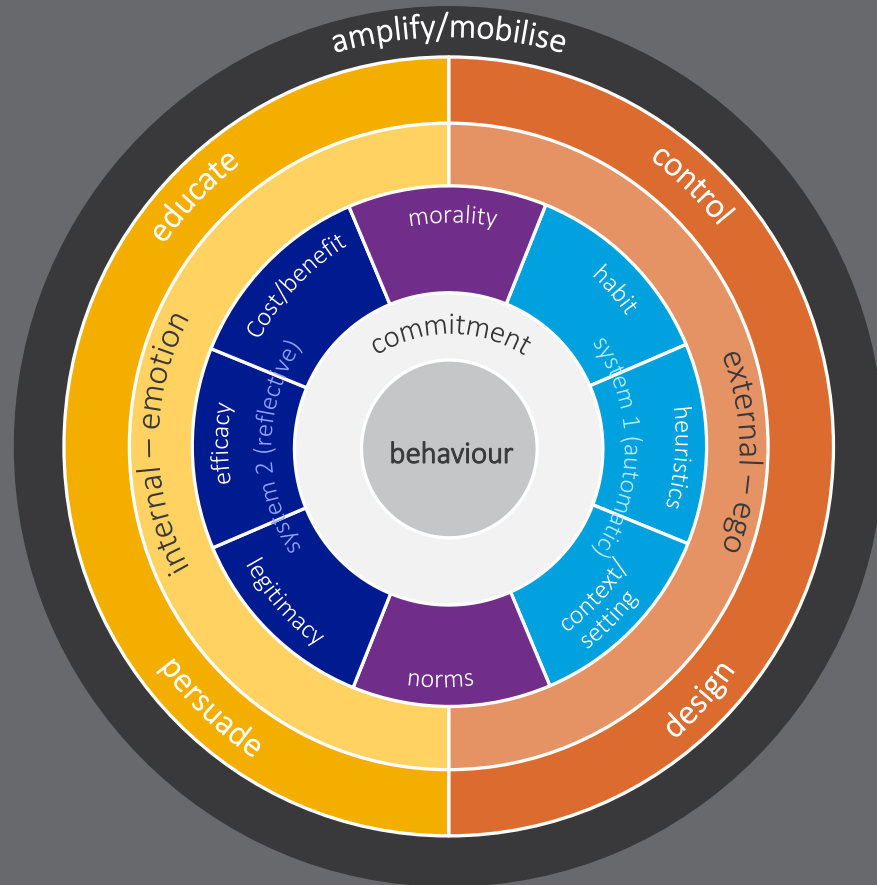 amplify/mobilise
educate
control
internal – emotion
external – ego
persuade
design
morality
Cost/benefit
habit
efficacy
system 2 (reflective)
system 1 (automatic)
heuristics
legitimacy
context/
setting
norms
commitment
behaviour